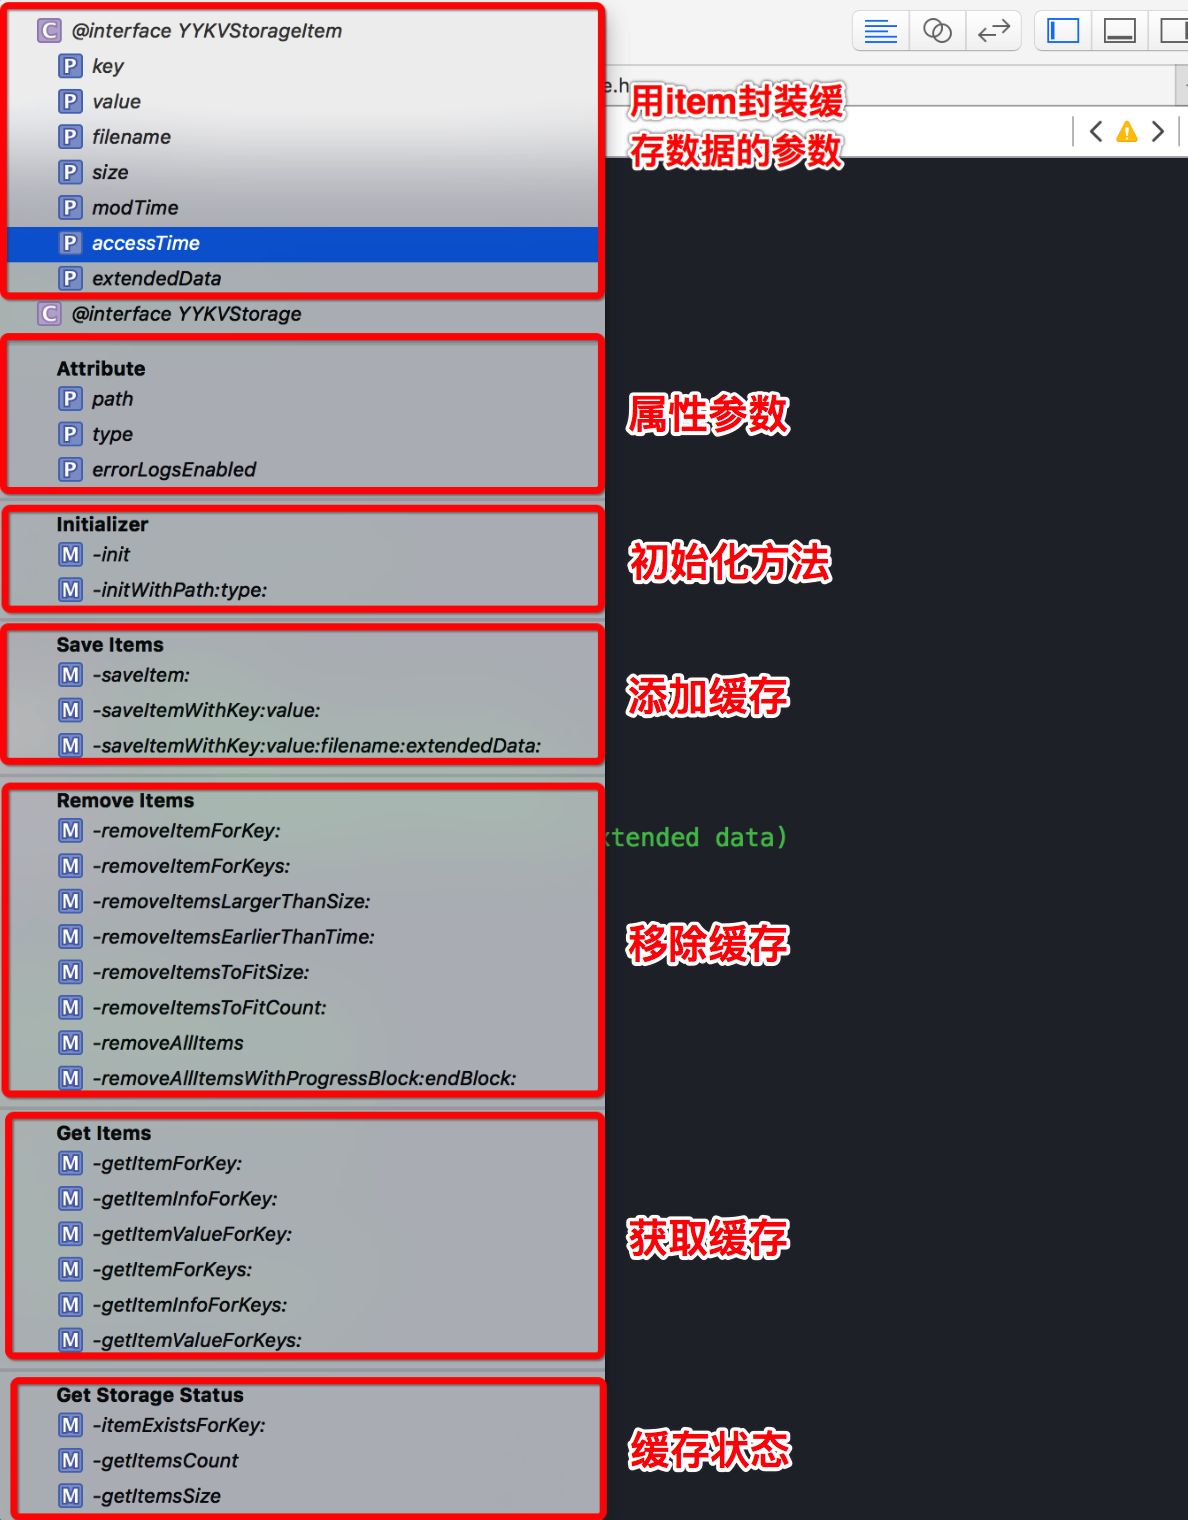 C @interface YYKVStorageItem
P key
P value
P filename
P size
P modTime
P accessTime
P extendedData
e.h
用item封装缓
存数据的参数
C @interface YYKVStorage
Attribute
P path
P type
P errorLogsEnabled
属性参数
Initializer
M -init
M -initWithPath:type:
初始化方法
Save Items
M -saveItem:
M -saveItemWithKey:value:
M -saveItemWithKey:value:filename:extendedData:
添加缓存
Remove Items
M -removeItemForKey:
M -removeItemForKeys:
M -removeItemsLargerThanSize:
M -removeItemsEarlierThanTime:
M -removeItemsToFitSize:
M -removeItemsToFitCount:
M -removeAllItems
M -removeAllItemsWithProgressBlock:endBlock:
xtended data)
移除缓存
Get Items
M -getItemForKey:
M -getItemInfoForKey:
M -getItemValueForKey:
M -getItemForKeys:
M -getItemInfoForKeys:
M -getItemValueForKeys:
获取缓存
Get Storage Status
M -itemExistsForKey:
M -getItemsCount
M -getItemsSize
缓存状态